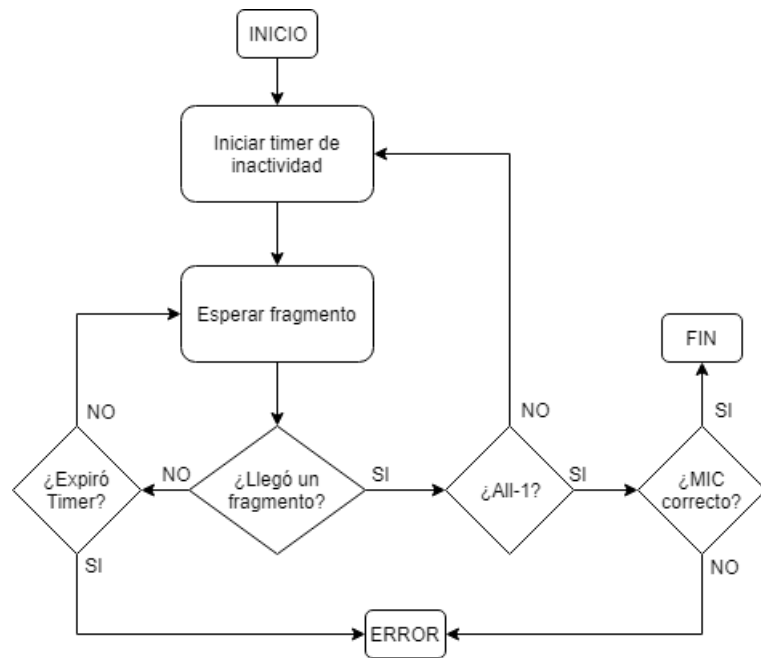 INICIO
Iniciar timer de
inactividad
Esperar fragmento
FIN
NO
NO
SI
¿Expiró
Timer?
NO
¿Llegó un
fragmento?
SI
¿All-1?
SI
¿MIC
correcto?
SI
NO
ERROR